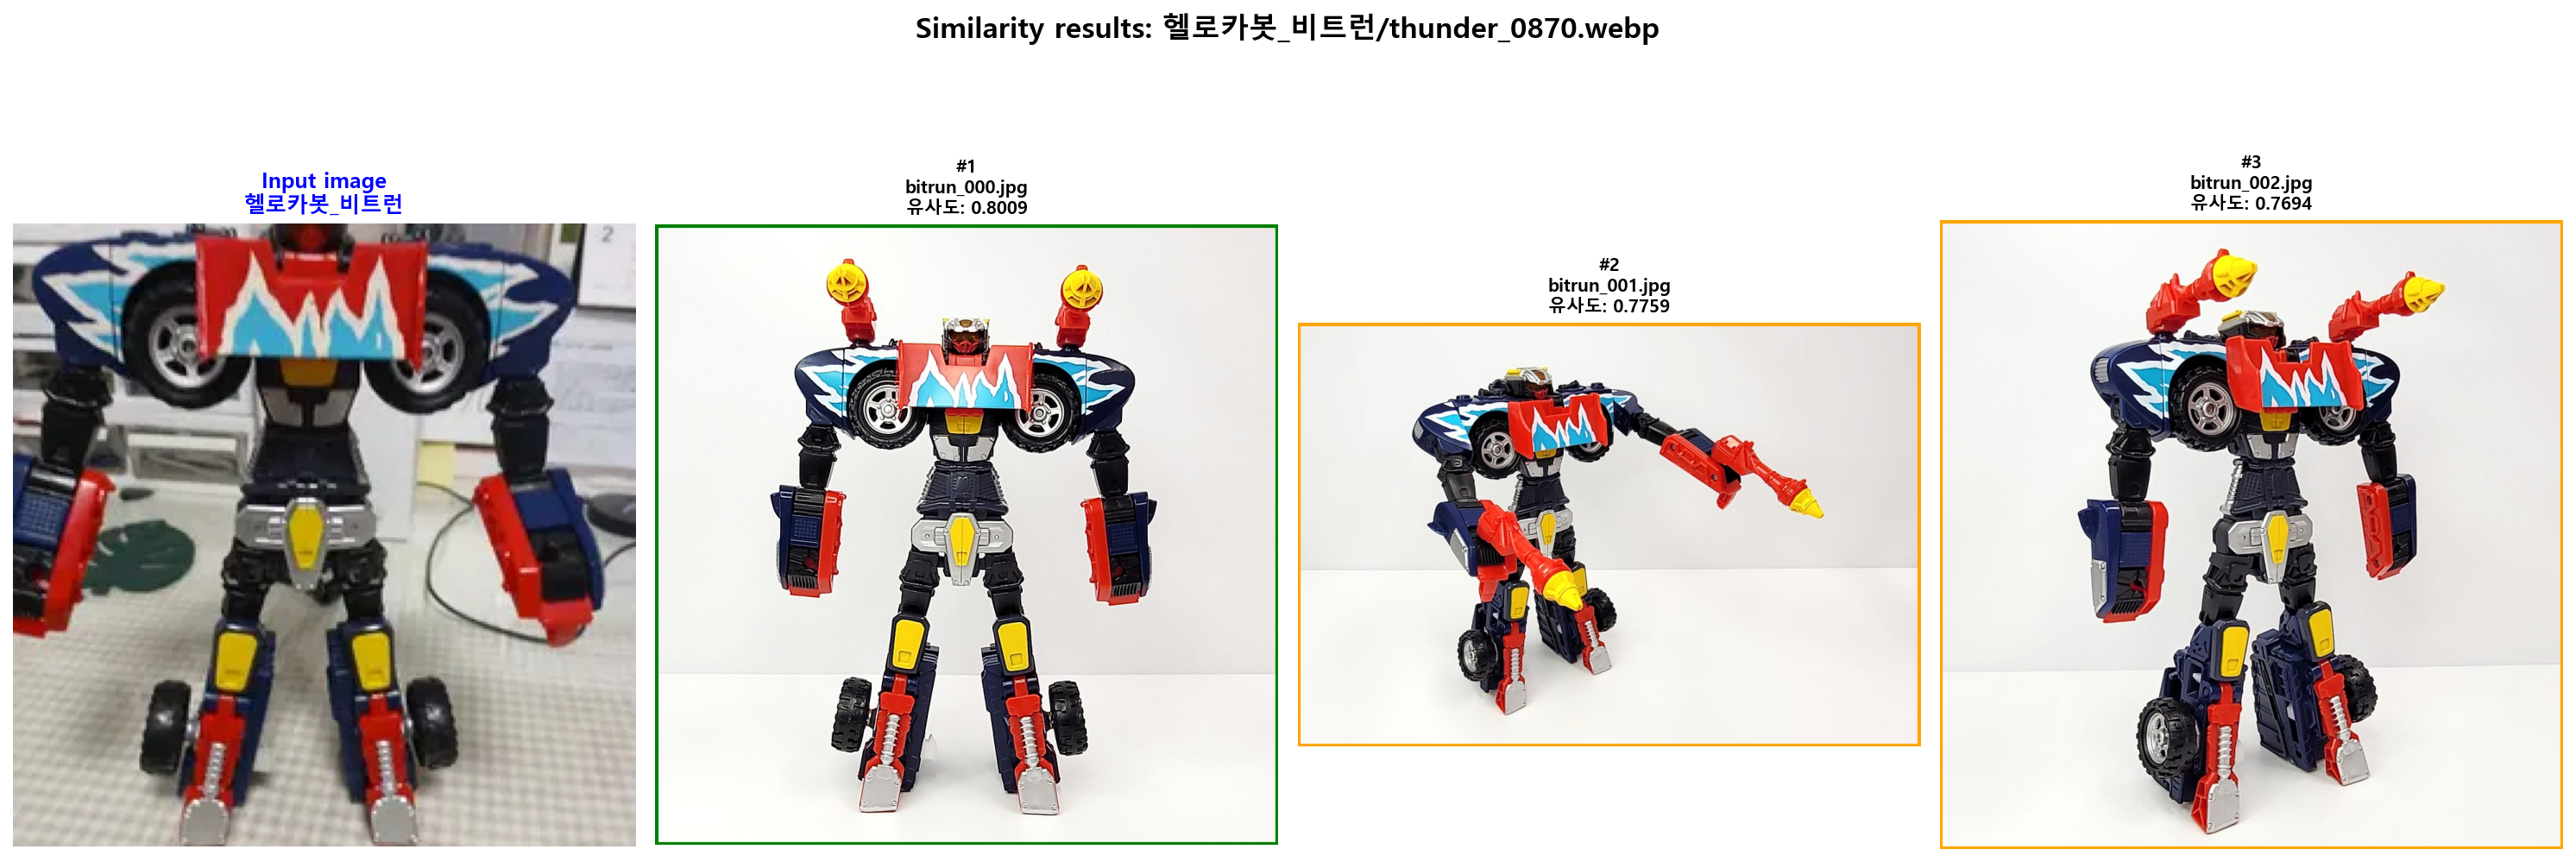 Similarity results: 헬로카봇_비트런/thunder_0870.webp
Input image
헬로카봇_비트런
#1
bitrun_000.jpg
유사도: 0.8009
#2
bitrun_001.jpg
유사도: 0.7759
#3
bitrun_002.jpg
유사도: 0.7694
2